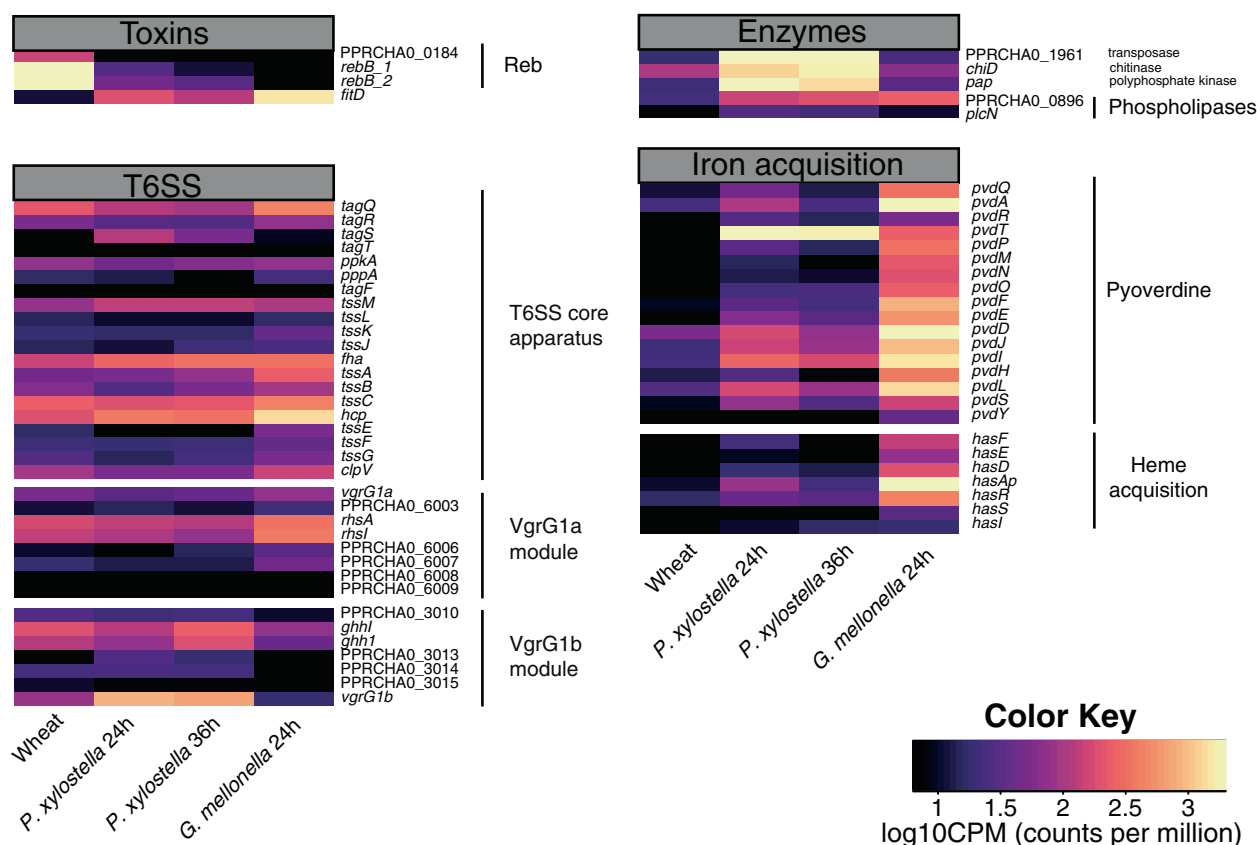 Toxins
PPRCHA0_0184
rebB_1
rebB_2
fitD
Reb
T6SS
tagQ
tagR
tagS
tagT
ppkA
pppA
tagF
tssM
tssL
tssK
tssJ
fha
tssA
tssB
tssC
hcp
tssE
tssF
tssG
clpV
T6SS core
apparatus
vgrG1a
PPRCHA0_6003
rhsA
rhsI
PPRCHA0_6006
PPRCHA0_6007
PPRCHA0_6008
PPRCHA0_6009
VgrG1a
module
PPRCHA0_3010
ghhI
ghh1
PPRCHA0_3013
PPRCHA0_3014
PPRCHA0_3015
vgrG1b
VgrG1b
module
Wheat
P. xylostella 24h
P. xylostella 36h
G. mellonella 24h
Enzymes
PPRCHA0_1961 transposase
chiD chitinase
pap polyphosphate kinase
PPRCHA0_0896
plcN
Phospholipases
Iron acquisition
pvdQ
pvdA
pvdR
pvdT
pvdP
pvdM
pvdN
pvdO
pvdF
pvdE
pvdD
pvdJ
pvdI
pvdH
pvdL
pvdS
pvdY
Pyoverdine
hasF
hasE
hasD
hasAp
hasR
hasS
hasI
Heme
acquisition
Wheat
P. xylostella 24h
P. xylostella 36h
G. mellonella 24h
Color Key
1 1.5 2 2.5 3
log10CPM (counts per million)